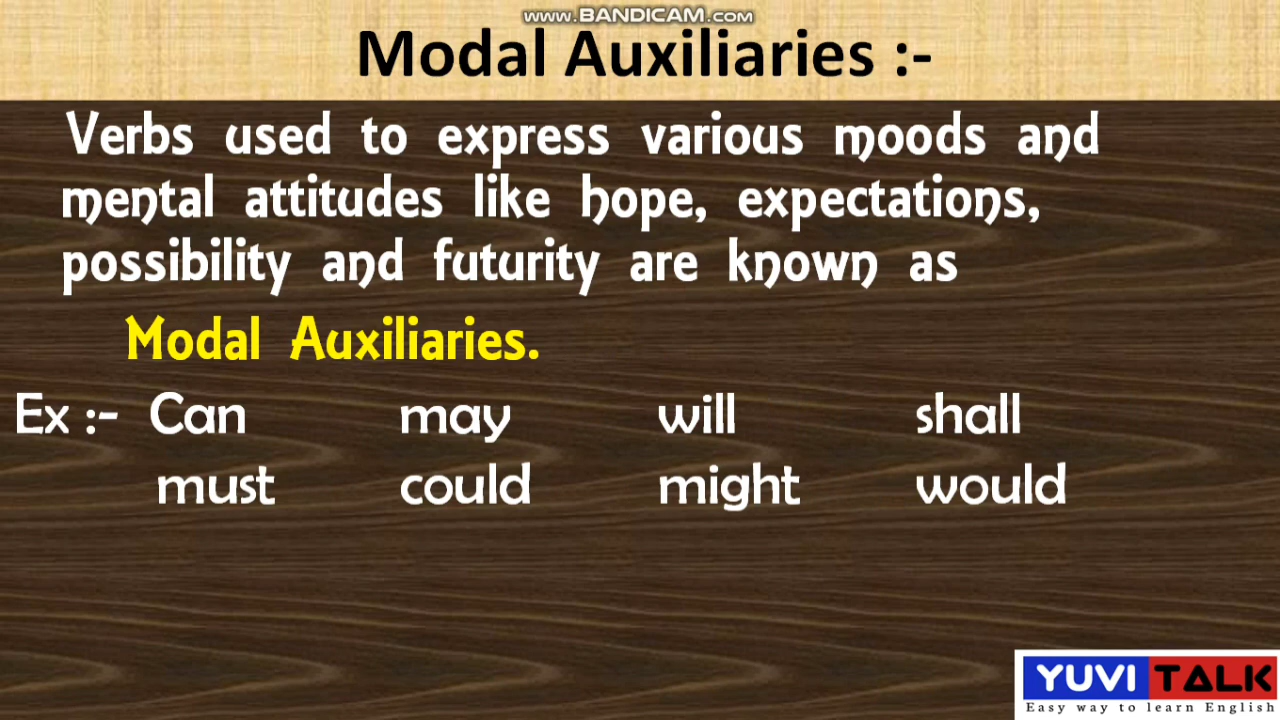 www.BANDICAM.com
Modal Auxiliaries :-
Verbs used to express various moods and
mental attitudes like hope, expectations,
possibility and futurity are known as
Modal Auxiliaries.
Ex :- Can may will shall
must could might would
YUVI TALK
Easy way to learn English